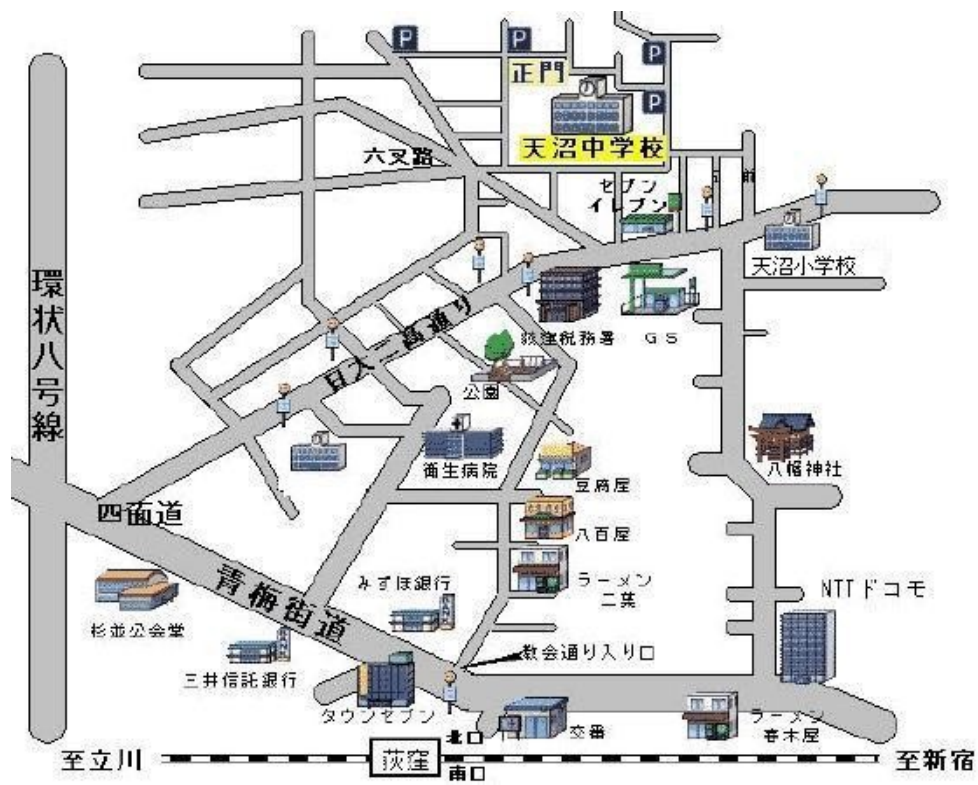 P
P
P
正門
P
天沼中学校
六叉路
セブン
イレブン
天沼小学校
環状八号線
日大二高通り
荻窪税務署
GS
公園
衛生病院
八幡神社
豆腐屋
四面道
八百屋
青梅街道
みずほ銀行
ラーメン
二葉
NTTドコモ
杉並公会堂
教会通り入り口
三井信託銀行
タウンセブン
交番
ラーメン
春木屋
北口
至立川
荻窪
至新宿
南口